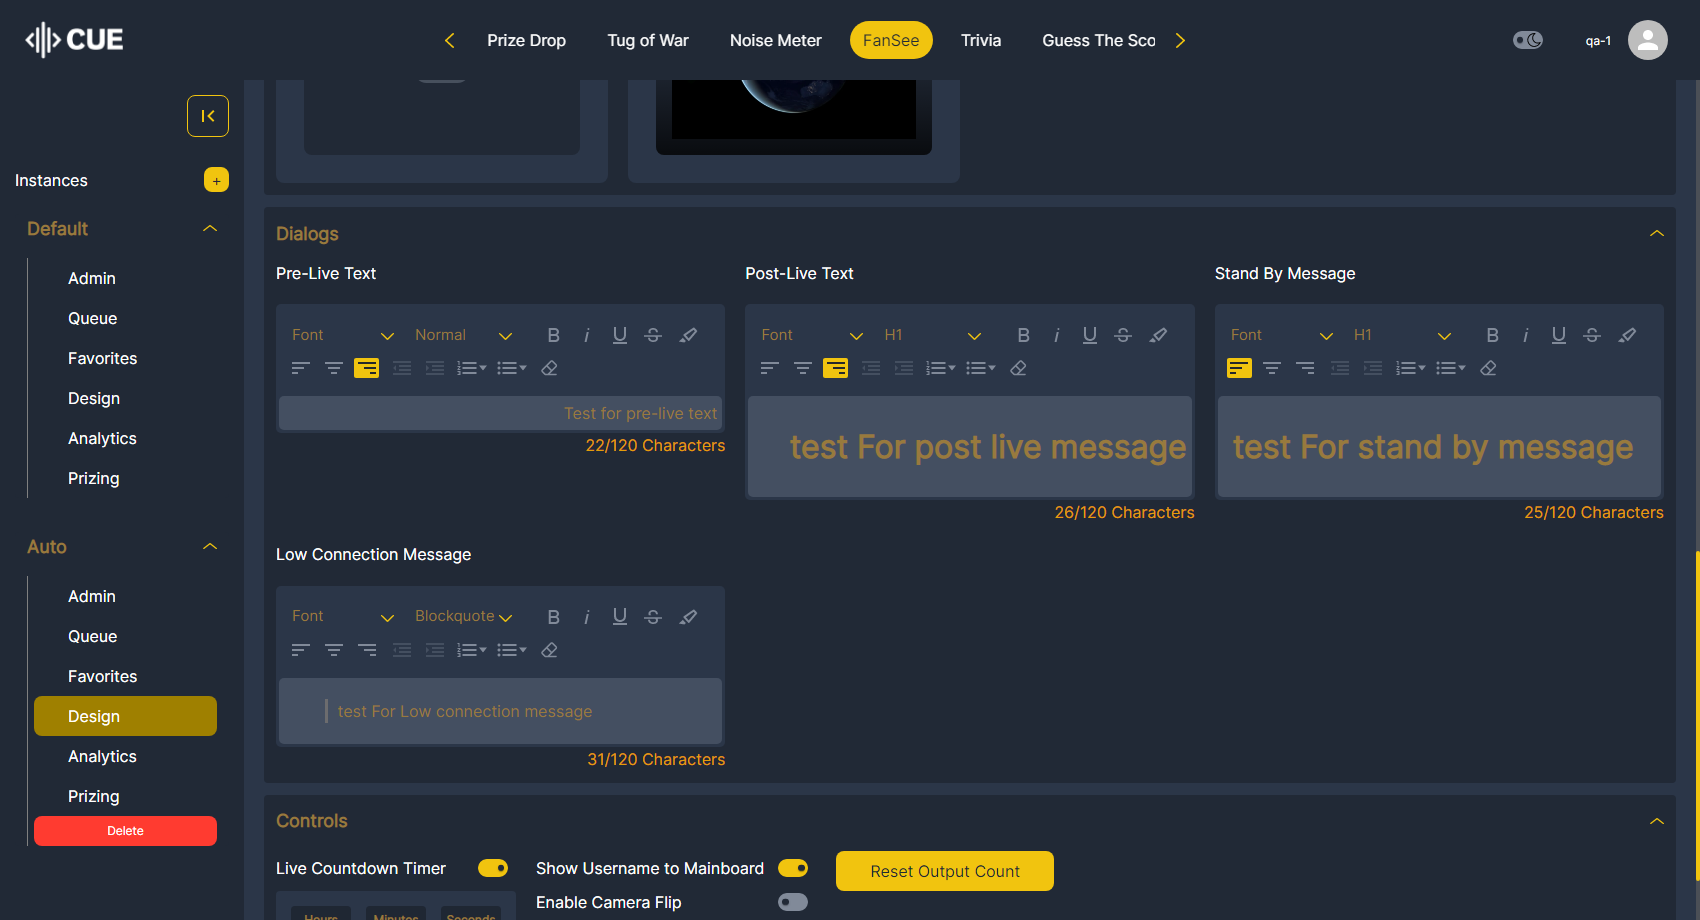 CUE
Prize Drop
Tug of War
Noise Meter
FanSee
Trivia
Guess The Sco
qa-1
Instances
+
Default
Admin
Queue
Favorites
Design
Analytics
Prizing
Auto
Admin
Queue
Favorites
Design
Analytics
Prizing
Delete
Dialogs
Pre-Live Text
Font
Normal
B i U S
Test for pre-live text
22/120 Characters
Post-Live Text
Font
H1
B i U S
test For post live message
26/120 Characters
Stand By Message
Font
H1
B i U S
test For stand by message
25/120 Characters
Low Connection Message
Font
Blockquote
B i U S
test For Low connection message
31/120 Characters
Controls
Live Countdown Timer
Show Username to Mainboard
Reset Output Count
Enable Camera Flip
Hours
Minutes
Seconds